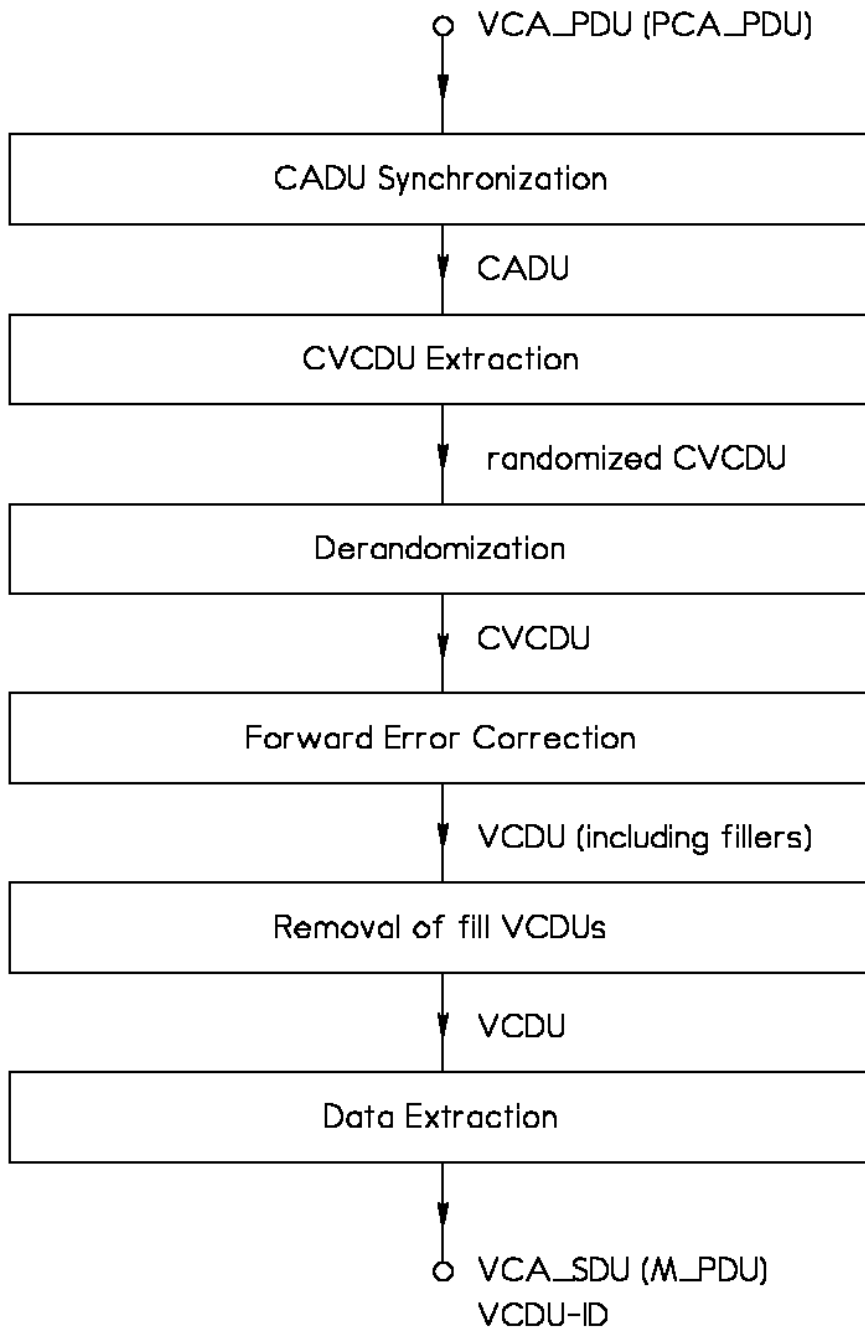 VCA_PDU (PCA_PDU)
CADU Synchronization
CADU
CVCDU Extraction
randomized CVCDU
Derandomization
CVCDU
Forward Error Correction
VCDU (including fillers)
Removal of fill VCDUs
VCDU
Data Extraction
VCA_SDU (M_PDU)
VCDU-ID